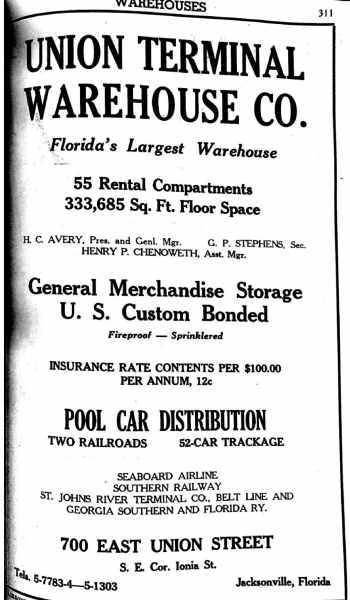 WAREHOUSES
311
UNION TERMINAL
WAREHOUSE CO.
Florida's Largest Warehouse
55 Rental Compartments
333,685 Sq. Ft. Floor Space
H. C. AVERY, Pres. and Genl. Mgr. G. P. STEPHENS, Sec.
HENRY P. CHENOWETH, Asst. Mgr.
General Merchandise Storage
U. S. Custom Bonded
Fireproof — Sprinklered
INSURANCE RATE CONTENTS PER $100.00
PER ANNUM, 12c
POOL CAR DISTRIBUTION
TWO RAILROADS 52-CAR TRACKAGE
SEABOARD AIRLINE
SOUTHERN RAILWAY
ST. JOHNS RIVER TERMINAL CO., BELT LINE AND
GEORGIA SOUTHERN AND FLORIDA RY.
700 EAST UNION STREET
S. E. Cor. Ionia St.
Tels. 5-7783-4—5-1303 Jacksonville, Florida